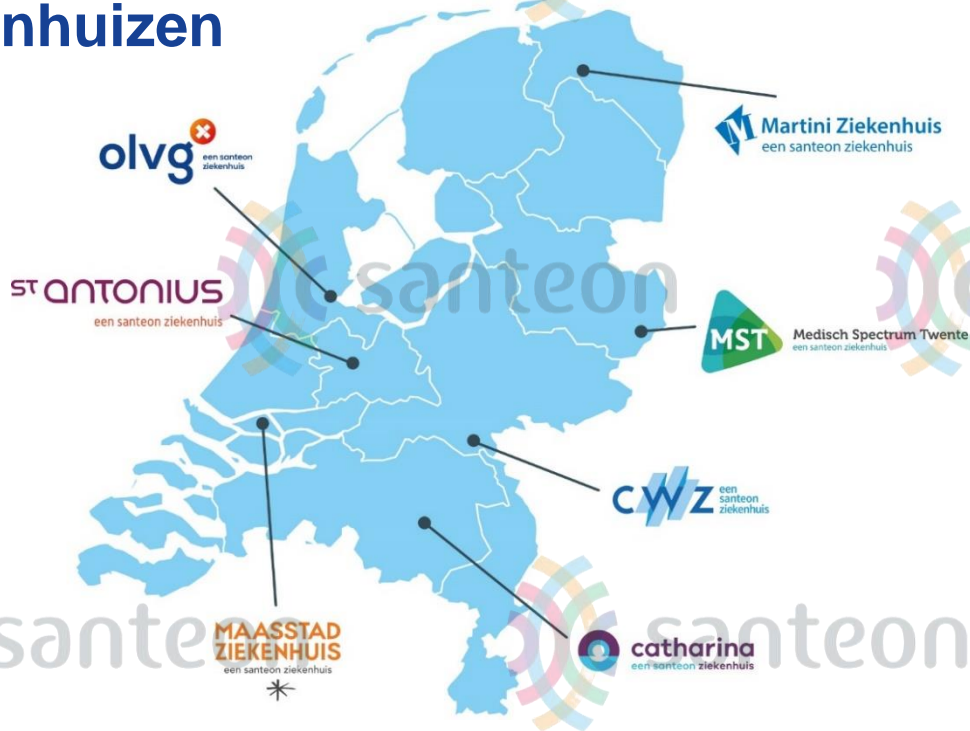 nhuizen
Martini Ziekenhuis
een santeon ziekenhuis
olvg
een santeon
ziekenhuis
santeon
ST ANTONIUS
een santeon ziekenhuis
MST
Medisch Spectrum Twente
een santeon ziekenhuis
CWZ
een
santeon
ziekenhuis
santeon
MAASSTAD
ZIEKENHUIS
een santeon ziekenhuis
catharina
een santeon ziekenhuis
santeon